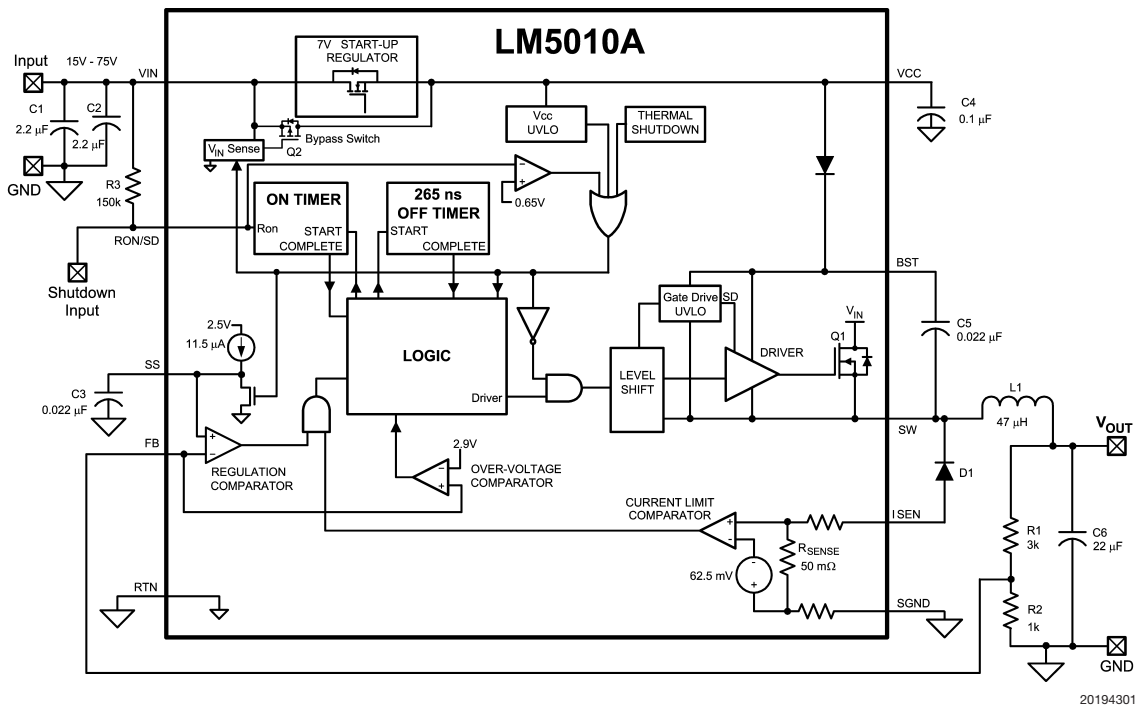 LM5010A
7V START-UP
REGULATOR
Input
15V - 75V
VIN
VCC
C1
2.2 µF
C2
2.2 µF
GND
R3
150k
RON/SD
Shutdown
Input
VIN Sense
Bypass Switch
Q2
Vcc
UVLO
THERMAL
SHUTDOWN
C4
0.1 µF
−
+
0.65V
ON TIMER
Ron
START
COMPLETE
265 ns
OFF TIMER
START
COMPLETE
BST
Gate Drive
UVLO
SD
VIN
Q1
C5
0.022 µF
2.5V
11.5 µA
SS
C3
0.022 µF
LOGIC
Driver
LEVEL
SHIFT
DRIVER
SW
L1
47 µH
VOUT
FB
+
−
REGULATION
COMPARATOR
2.9V
-
+
OVER-VOLTAGE
COMPARATOR
D1
CURRENT LIMIT
COMPARATOR
+
-
ISEN
RSENSE
50 mΩ
62.5 mV
-
+
R1
3k
C6
22 µF
RTN
SGND
R2
1k
GND
20194301